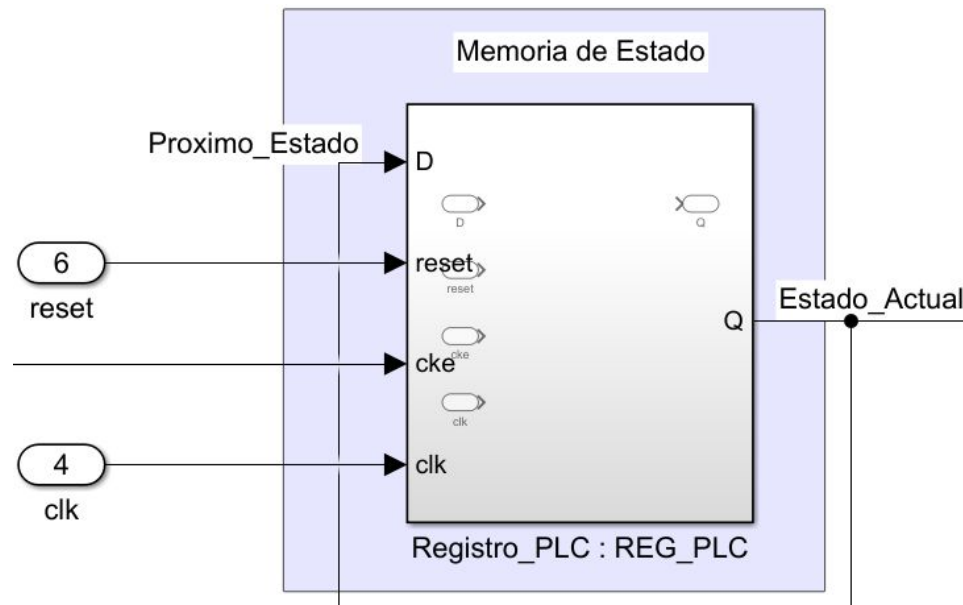 Memoria de Estado
Proximo_Estado
D
D
Q
6
reset
reset
reset
Estado_Actual
Q
cke
cke
clk
4
clk
clk
Registro_PLC : REG_PLC